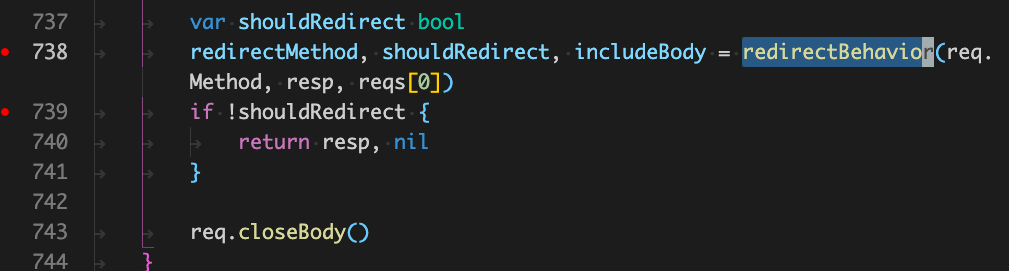 737 var shouldRedirect bool
738 redirectMethod, shouldRedirect, includeBody = redirectBehavior(req.
Method, resp, reqs[0])
739 if !shouldRedirect {
740 return resp, nil
741 }
742
743 req.closeBody()
744 }